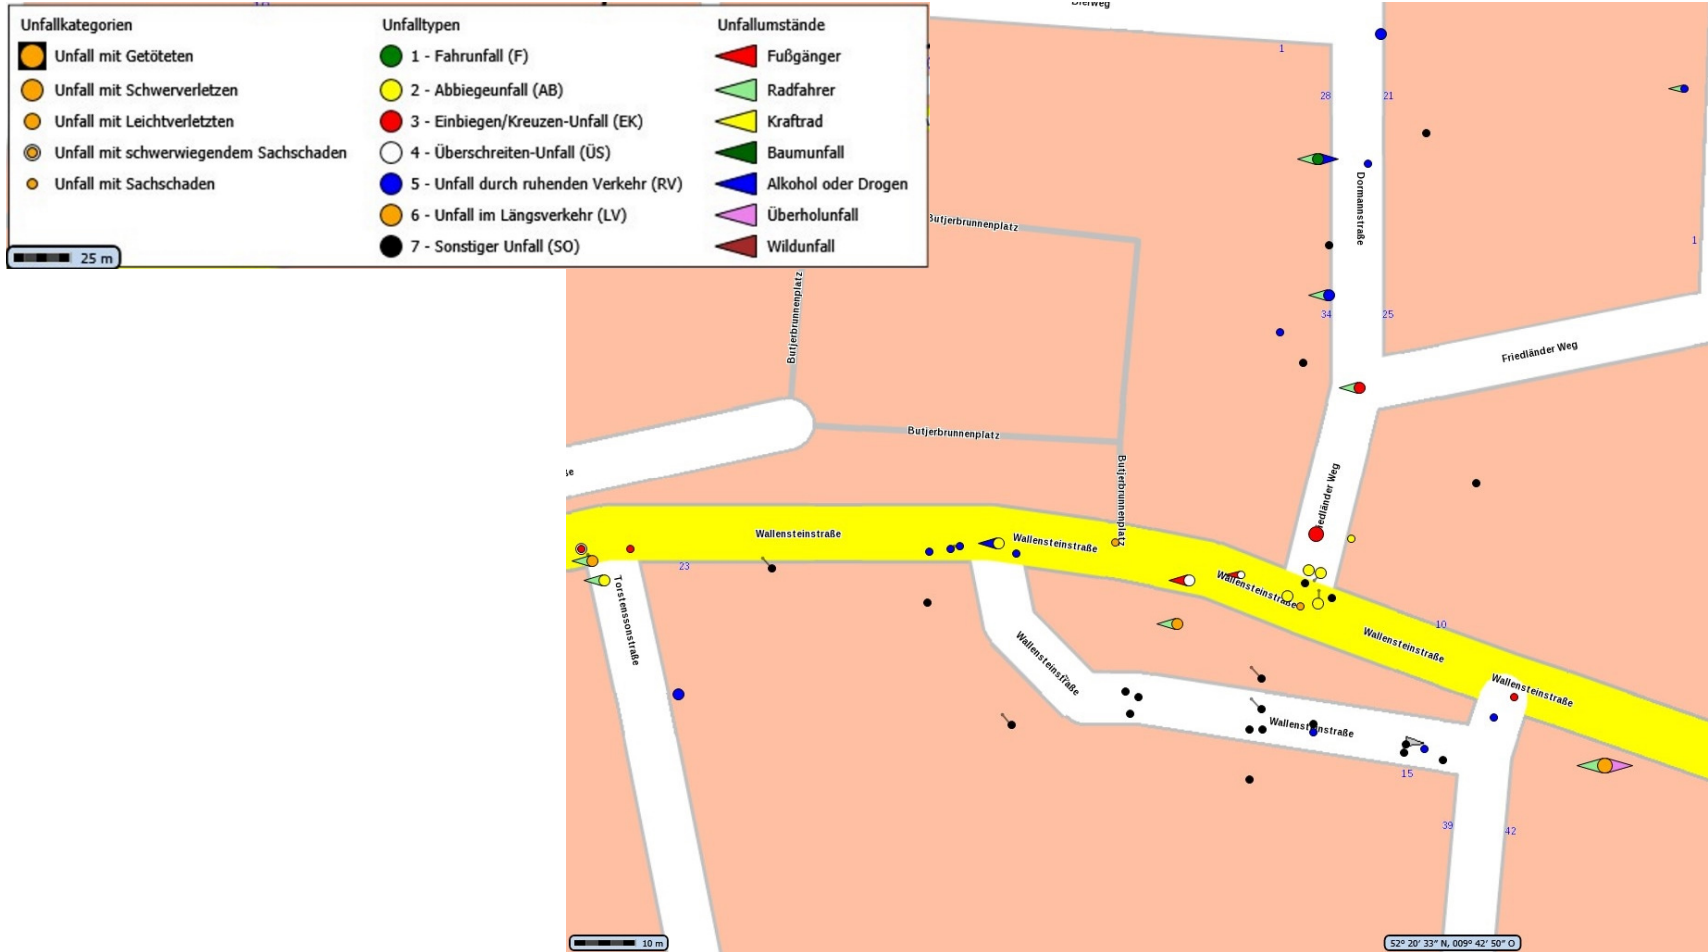 Unfallkategorien
Unfall mit Getöteten
Unfall mit Schwerverletzen
Unfall mit Leichtverletzten
Unfall mit schwerwiegendem Sachschaden
Unfall mit Sachschaden
25 m
Unfalltypen
1 - Fahrunfall (F)
2 - Abbiegeunfall (AB)
3 - Einbiegen/Kreuzen-Unfall (EK)
4 - Überschreiten-Unfall (ÜS)
5 - Unfall durch ruhenden Verkehr (RV)
6 - Unfall im Längsverkehr (LV)
7 - Sonstiger Unfall (SO)
Unfallumstände
Fußgänger
Radfahrer
Kraftrad
Baumunfall
Alkohol oder Drogen
Überholunfall
Wildunfall
1
28
21
Dormannstraße
Butjerbrunnenplatz
1
34
25
Butjerbrunnenplatz
Friedländer Weg
Butjerbrunnenplatz
Butjerbrunnenplatz
Weg
Wallensteinstraße
Wallensteinstraße
23
Torstenssonstraße
Wallensteinstraße
10
Wallensteinstraße
Wallensteinstraße
Wallensteinstraße
Wallensteinstraße
15
39
42
10 m
52° 20' 33" N, 009° 42' 50" O